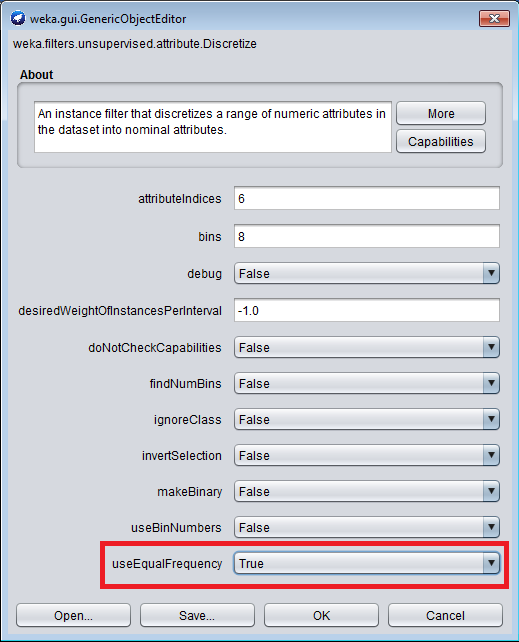 weka.gui.GenericObjectEditor
weka.filters.unsupervised.attribute.Discretize
About
An instance filter that discretizes a range of numeric attributes in
the dataset into nominal attributes.
More
Capabilities
attributeIndices 6
bins 8
debug False
desiredWeightOfInstancesPerInterval -1.0
doNotCheckCapabilities False
findNumBins False
ignoreClass False
invertSelection False
makeBinary False
useBinNumbers False
useEqualFrequency True
Open... Save... OK Cancel